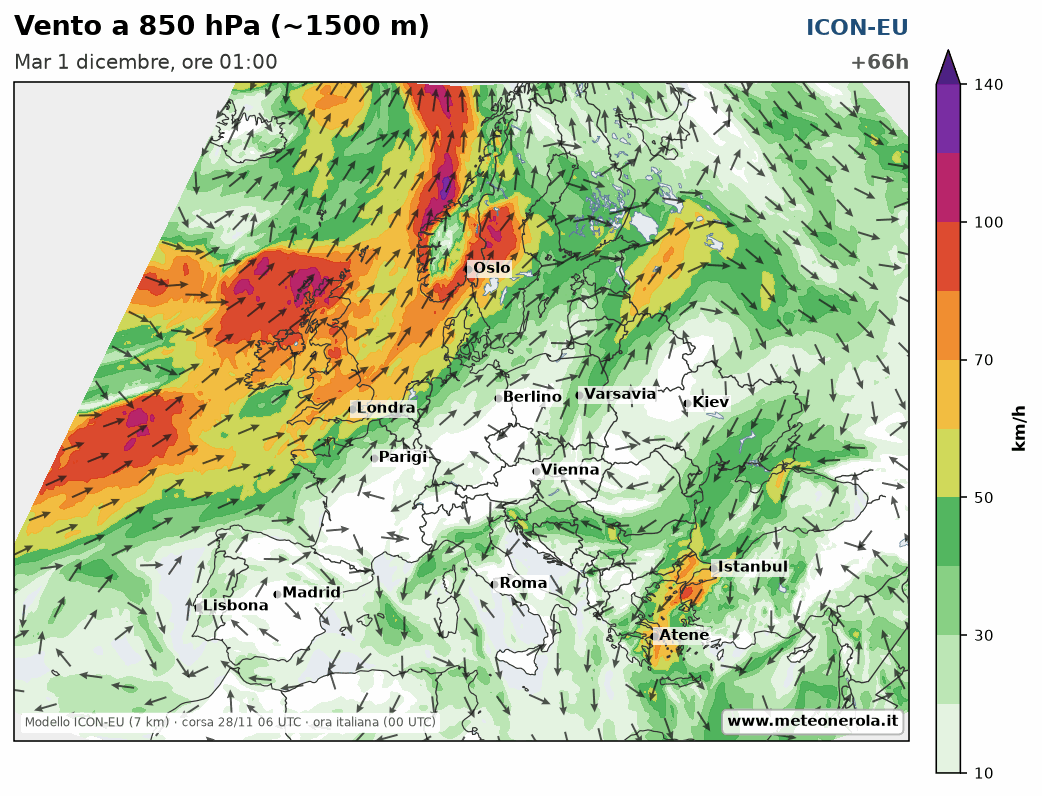 Vento a 850 hPa (~1500 m)
ICON-EU
Mar 1 dicembre, ore 01:00
+66h
140
100
70
50
30
10
km/h
Oslo
Berlino
Varsavia
Kiev
Londra
Parigi
Vienna
Istanbul
Roma
Madrid
Lisbona
Atene
Modello ICON-EU (7 km) · corsa 28/11 06 UTC · ora italiana (00 UTC)
www.meteonerola.it